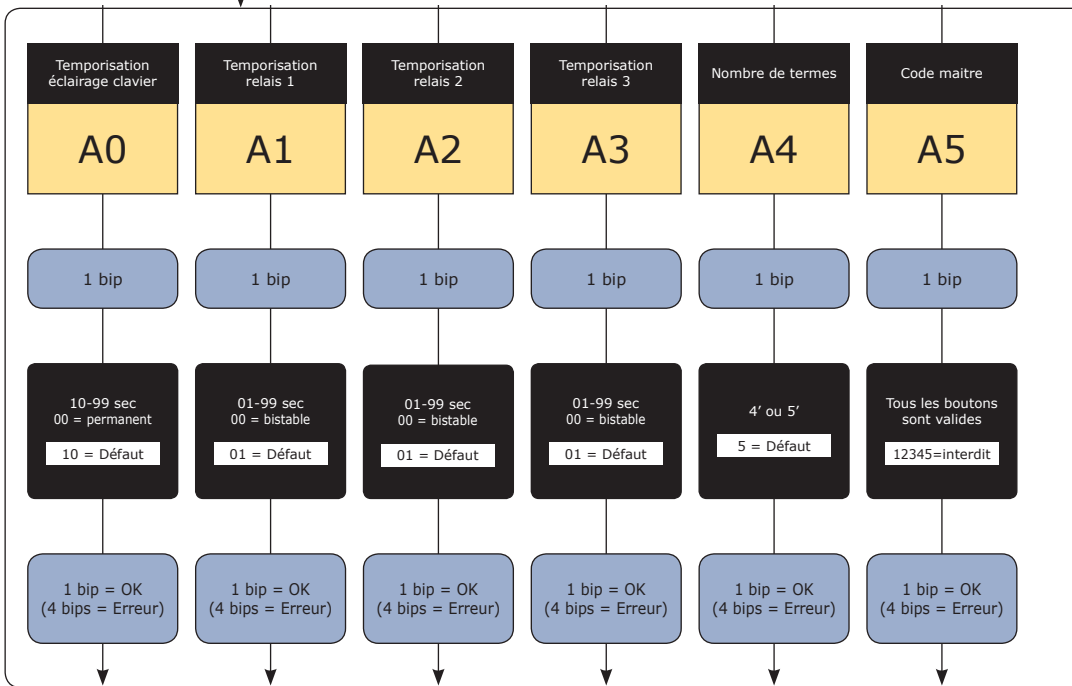 Temporisation
éclairage clavier
A0
1 bip
10-99 sec
00 = permanent
10 = Défaut
1 bip = OK
(4 bips = Erreur)
Temporisation
relais 1
A1
1 bip
01-99 sec
00 = bistable
01 = Défaut
1 bip = OK
(4 bips = Erreur)
Temporisation
relais 2
A2
1 bip
01-99 sec
00 = bistable
01 = Défaut
1 bip = OK
(4 bips = Erreur)
Temporisation
relais 3
A3
1 bip
01-99 sec
00 = bistable
01 = Défaut
1 bip = OK
(4 bips = Erreur)
Nombre de termes
A4
1 bip
4’ ou 5’
5 = Défaut
1 bip = OK
(4 bips = Erreur)
Code maitre
A5
1 bip
Tous les boutons
sont valides
12345=interdit
1 bip = OK
(4 bips = Erreur)